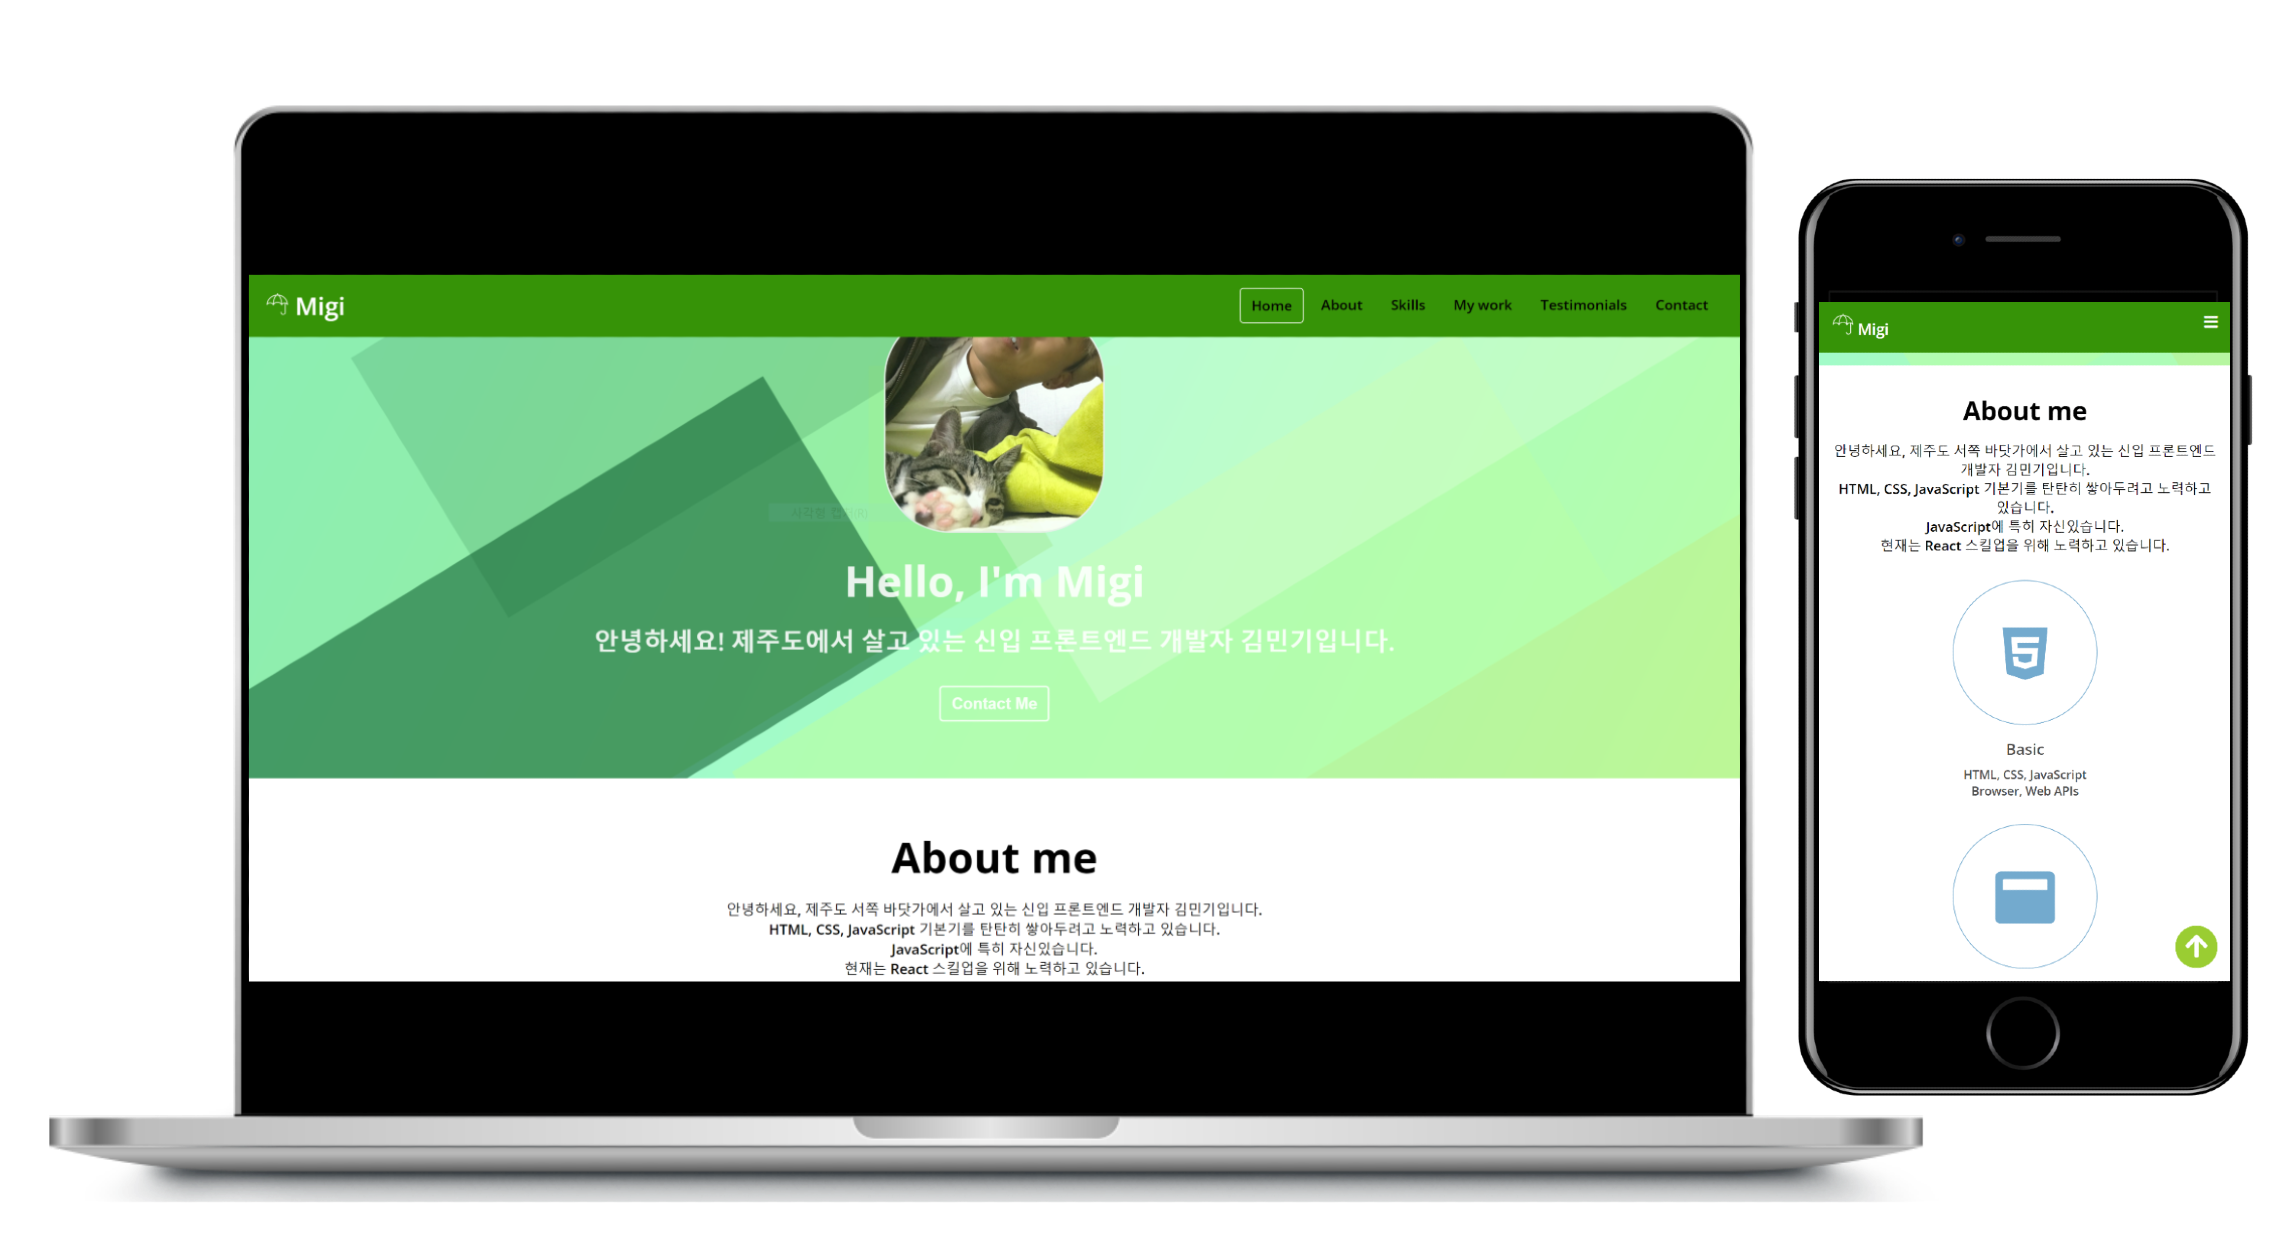 Migi
Home About Skills My work Testimonials Contact
Hello, I'm Migi
안녕하세요! 제주도에서 살고 있는 신입 프론트엔드 개발자 김민기입니다.
Contact Me
About me
안녕하세요, 제주도 서쪽 바닷가에서 살고 있는 신입 프론트엔드 개발자 김민기입니다.
HTML, CSS, JavaScript 기본기를 탄탄히 쌓아두려고 노력하고 있습니다.
JavaScript에 특히 자신있습니다.
현재는 React 스킬업을 위해 노력하고 있습니다.
Migi
About me
안녕하세요, 제주도 서쪽 바닷가에서 살고 있는 신입 프론트엔드
개발자 김민기입니다.
HTML, CSS, JavaScript 기본기를 탄탄히 쌓아두려고 노력하고
있습니다.
JavaScript에 특히 자신있습니다.
현재는 React 스킬업을 위해 노력하고 있습니다.
Basic
HTML, CSS, JavaScript
Browser, Web APIs